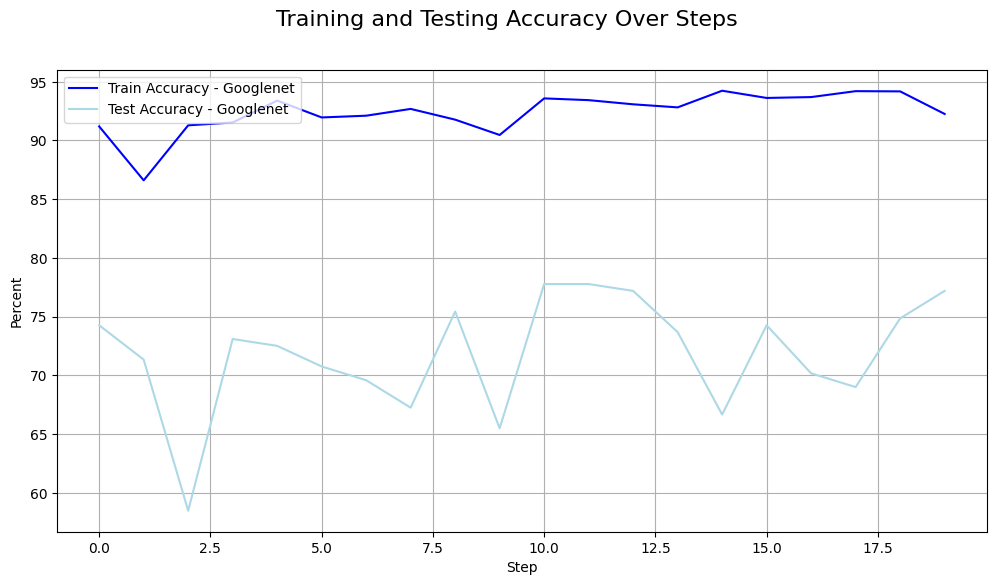 Training and Testing Accuracy Over Steps
Train Accuracy - Googlenet
Test Accuracy - Googlenet
95
90
85
80
75
70
65
60
Percent
0.0 2.5 5.0 7.5 10.0 12.5 15.0 17.5
Step